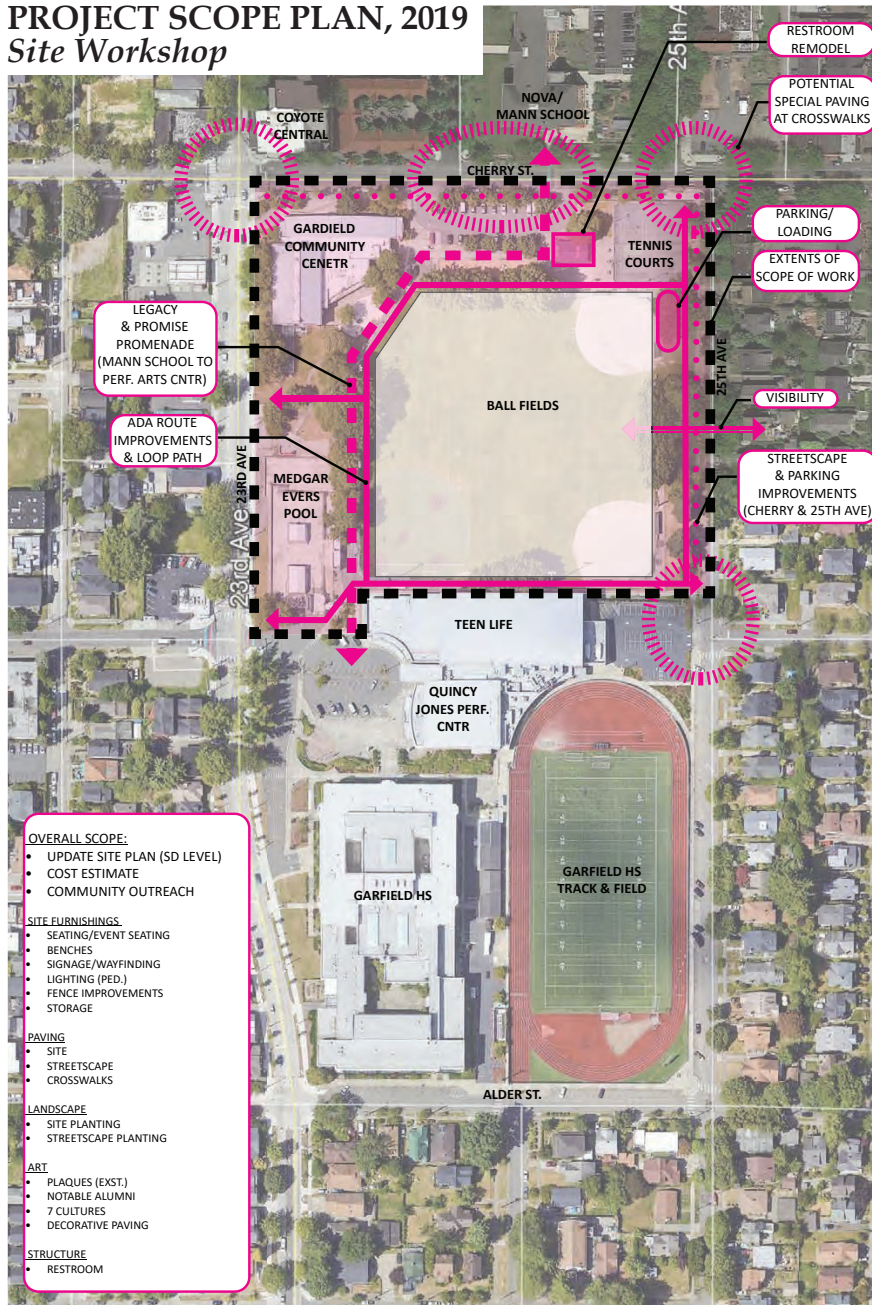 PROJECT SCOPE PLAN, 2019
Site Workshop
25th A
RESTROOM
REMODEL
POTENTIAL
SPECIAL PAVING
AT CROSSWALKS
NOVA/
MANN SCHOOL
COYOTE
CENTRAL
CHERRY ST.
PARKING/
LOADING
GARDIELD
COMMUNITY
CENETR
TENNIS
COURTS
EXTENTS OF
SCOPE OF WORK
LEGACY
& PROMISE
PROMENADE
(MANN SCHOOL TO
PERF. ARTS CNTR)
25TH AVE
BALL FIELDS
VISIBILITY
ADA ROUTE
IMPROVEMENTS
& LOOP PATH
23RD AVE
23rd Ave
MEDGAR
EVERS
POOL
STREETSCAPE
& PARKING
IMPROVEMENTS
(CHERRY & 25TH AVE)
TEEN LIFE
QUINCY
JONES PERF.
CNTR
GARFIELD HS
GARFIELD HS
TRACK & FIELD
ALDER ST.
OVERALL SCOPE:
• UPDATE SITE PLAN (SD LEVEL)
• COST ESTIMATE
• COMMUNITY OUTREACH
SITE FURNISHINGS
• SEATING/EVENT SEATING
• BENCHES
• SIGNAGE/WAYFINDING
• LIGHTING (PED.)
• FENCE IMPROVEMENTS
• STORAGE
PAVING
• SITE
• STREETSCAPE
• CROSSWALKS
LANDSCAPE
• SITE PLANTING
• STREETSCAPE PLANTING
ART
• PLAQUES (EXST.)
• NOTABLE ALUMNI
• 7 CULTURES
• DECORATIVE PAVING
STRUCTURE
• RESTROOM